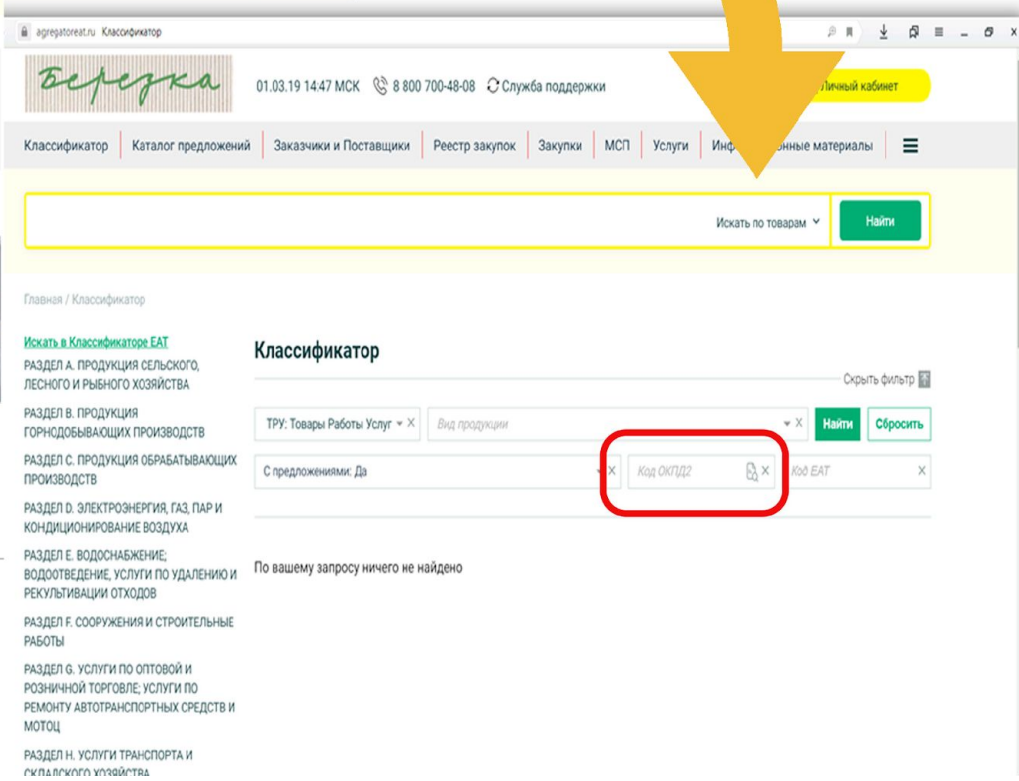 agregatoreat.ru Классификатор
Березка
01.03.19 14:47 МСК 8 800 700-48-08 Служба поддержки
Личный кабинет
Классификатор Каталог предложений Заказчики и Поставщики Реестр закупок Закупки МСП Услуги Инф онные материалы
Искать по товарам Найти
Главная / Классификатор
Искать в Классификаторе ЕАТ
РАЗДЕЛ A. ПРОДУКЦИЯ СЕЛЬСКОГО,
ЛЕСНОГО И РЫБНОГО ХОЗЯЙСТВА
РАЗДЕЛ B. ПРОДУКЦИЯ
ГОРНОДОБЫВАЮЩИХ ПРОИЗВОДСТВ
РАЗДЕЛ C. ПРОДУКЦИЯ ОБРАБАТЫВАЮЩИХ
ПРОИЗВОДСТВ
РАЗДЕЛ D. ЭЛЕКТРОЭНЕРГИЯ, ГАЗ, ПАР И
КОНДИЦИОНИРОВАНИЕ ВОЗДУХА
РАЗДЕЛ E. ВОДОСНАБЖЕНИЕ;
ВОДООТВЕДЕНИЕ, УСЛУГИ ПО УДАЛЕНИЮ И
РЕКУЛЬТИВАЦИИ ОТХОДОВ
РАЗДЕЛ F. СООРУЖЕНИЯ И СТРОИТЕЛЬНЫЕ
РАБОТЫ
РАЗДЕЛ G. УСЛУГИ ПО ОПТОВОЙ И
РОЗНИЧНОЙ ТОРГОВЛЕ; УСЛУГИ ПО
РЕМОНТУ АВТОТРАНСПОРТНЫХ СРЕДСТВ И
МОТОЦ
РАЗДЕЛ H. УСЛУГИ ТРАНСПОРТА И
СКЛАДСКОГО ХОЗЯЙСТВА
Классификатор
Скрыть фильтр
ТРУ: Товары Работы Услуг Вид продукции Найти Сбросить
С предложениями: Да Код ОКПД2 Код ЕАТ
По вашему запросу ничего не найдено